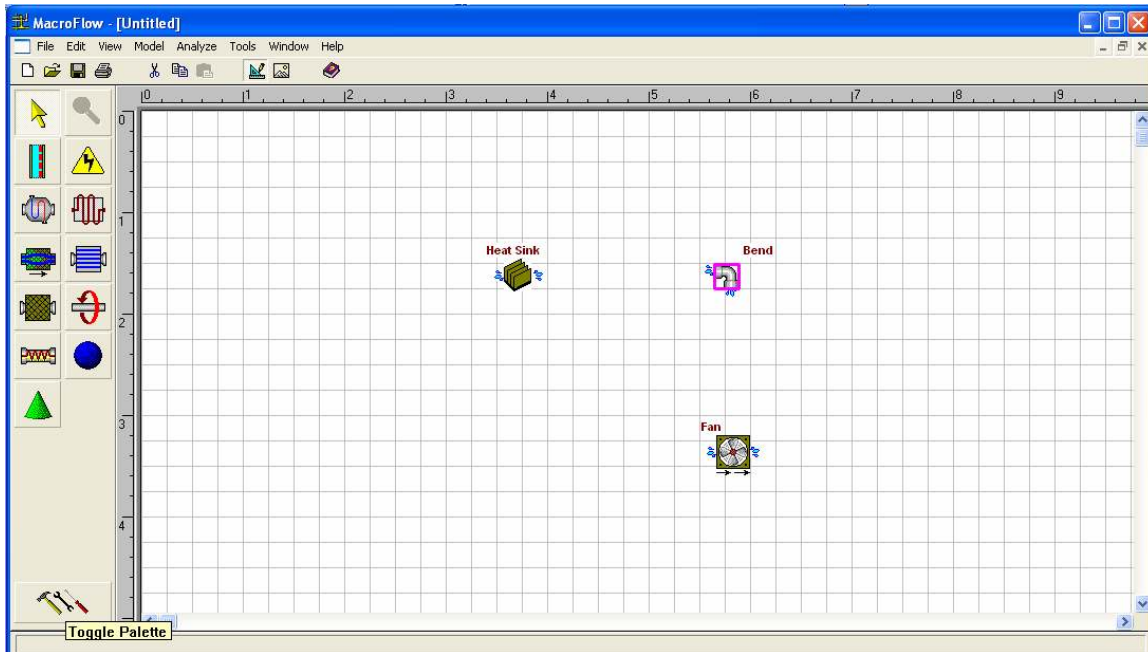 MacroFlow - [Untitled]
File Edit View Model Analyze Tools Window Help
0 1 2 3 4 5 6 7 8 9
0
1
Heat Sink Bend
2
3
Fan
4
Toggle Palette